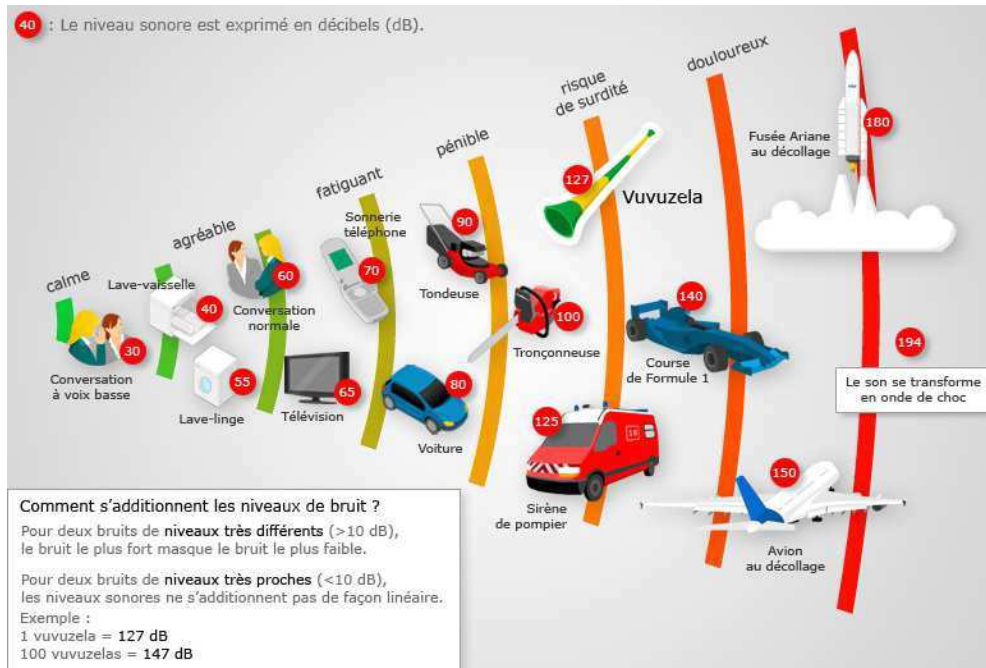 40 : Le niveau sonore est exprimé en décibels (dB).
calme
agréable
fatiguant
pénible
risque
de surdité
douloureux
30
Conversation
à voix basse
Lave-vaisselle
40
55
Lave-linge
60
Conversation
normale
65
Télévision
Sonnerie
téléphone
70
80
Voiture
90
Tondeuse
100
Tronçonneuse
127
Vuvuzela
125
18
Sirène
de pompier
140
Course
de Formule 1
150
Avion
au décollage
180
Fusée Ariane
au décollage
194
Le son se transforme
en onde de choc
Comment s'additionnent les niveaux de bruit ?
Pour deux bruits de niveaux très différents (>10 dB),
le bruit le plus fort masque le bruit le plus faible.
Pour deux bruits de niveaux très proches (<10 dB),
les niveaux sonores ne s'additionnent pas de façon linéaire.
Exemple :
1 vuvuzela = 127 dB
100 vuvuzelas = 147 dB